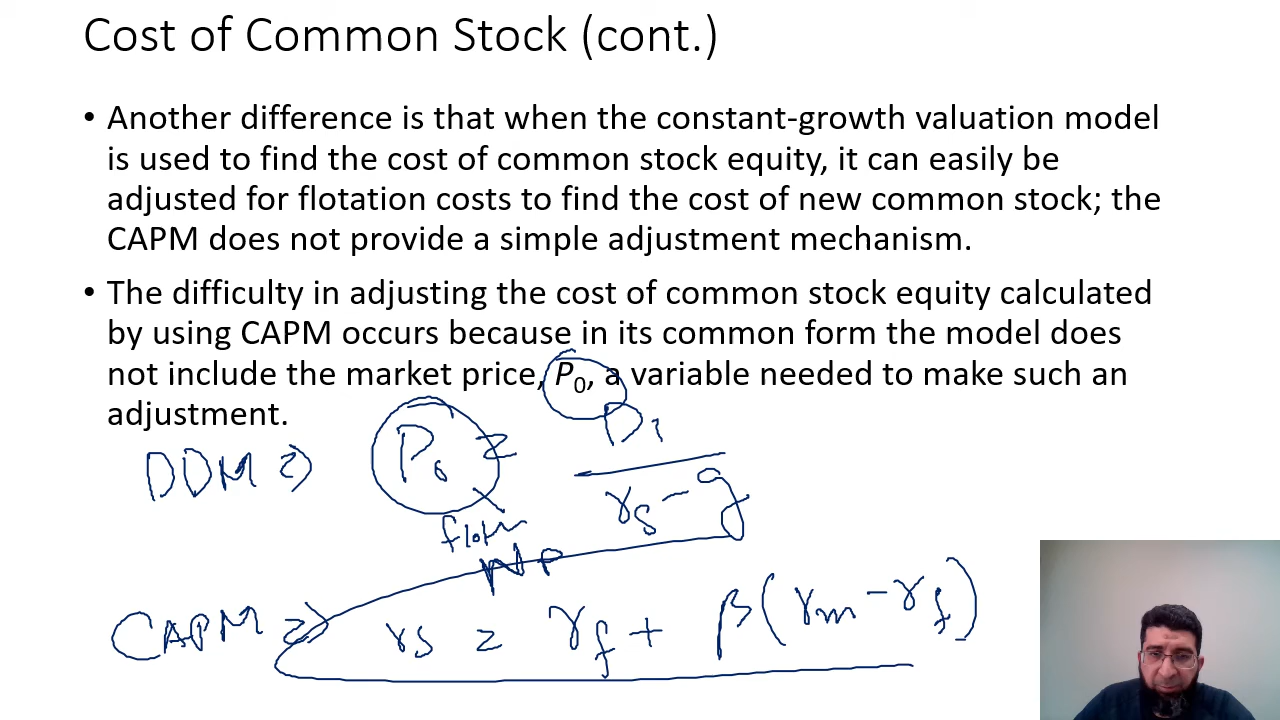 Cost of Common Stock (cont.)
• Another difference is that when the constant-growth valuation model
is used to find the cost of common stock equity, it can easily be
adjusted for flotation costs to find the cost of new common stock; the
CAPM does not provide a simple adjustment mechanism.
• The difficulty in adjusting the cost of common stock equity calculated
by using CAPM occurs because in its common form the model does
not include the market price, P₀, a variable needed to make such an
adjustment.
DDM ⇒ P₀ = D₁
rs - g
NP
CAPM ⇒ rs = rf + β(rm - rf)